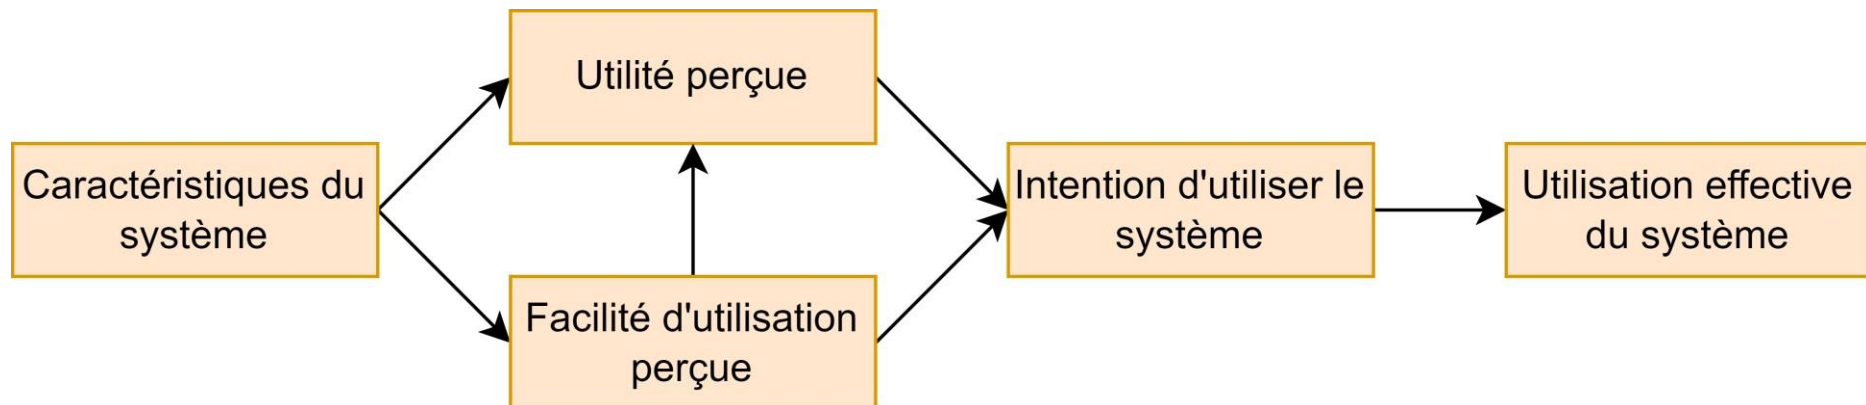 Utilité perçue
Caractéristiques du
système
Facilité d'utilisation
perçue
Intention d'utiliser le
système
Utilisation effective
du système